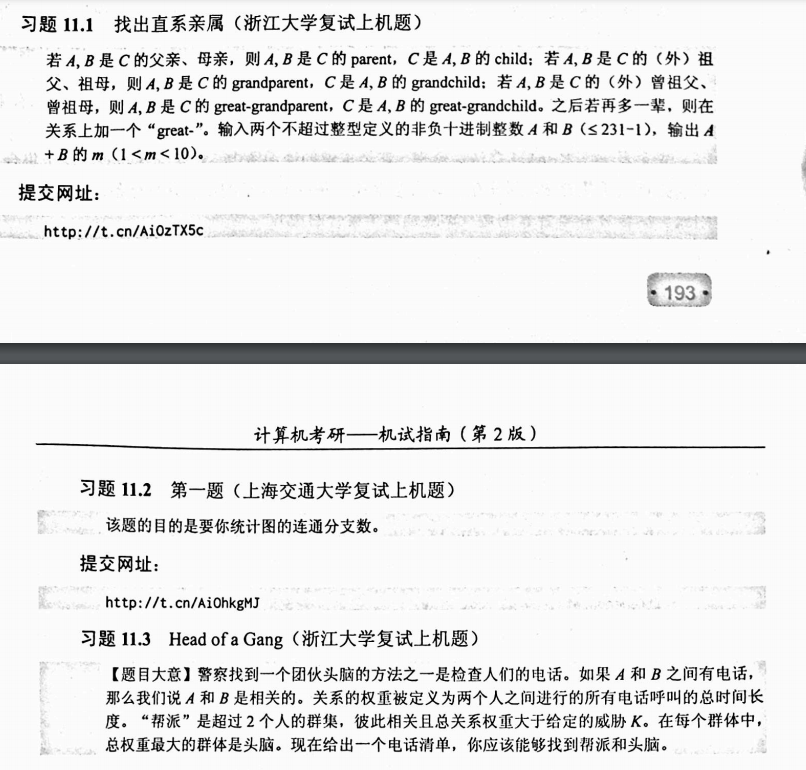 习题 11.1 找出直系亲属（浙江大学复试上机题）
若 A, B 是 C 的父亲、母亲，则 A, B 是 C 的 parent，C 是 A, B 的 child；若 A, B 是 C 的（外）祖
父、祖母，则 A, B 是 C 的 grandparent，C 是 A, B 的 grandchild；若 A, B 是 C 的（外）曾祖父、
曾祖母，则 A, B 是 C 的 great-grandparent，C 是 A, B 的 great-grandchild。之后若再多一辈，则在
关系上加一个“great-”。输入两个不超过整型定义的非负十进制整数 A 和 B（≤231−1），输出 A
+ B 的 m（1 < m < 10）。
提交网址：
http://t.cn/AiOzTX5c
193
计算机考研——机试指南（第 2 版）
习题 11.2 第一题（上海交通大学复试上机题）
该题的目的是要你统计图的连通分支数。
提交网址：
http://t.cn/AiOhkgMJ
习题 11.3 Head of a Gang（浙江大学复试上机题）
【题目大意】警察找到一个团伙头脑的方法之一是检查人们的电话。如果 A 和 B 之间有电话，
那么我们说 A 和 B 是相关的。关系的权重被定义为两个人之间进行的所有电话呼叫的总时间长
度。“帮派”是超过 2 个人的群集，彼此相关且总关系权重大于给定的威胁 K。在每个群体中，
总权重最大的群体是头脑。现在给出一个电话清单，你应该能够找到帮派和头脑。